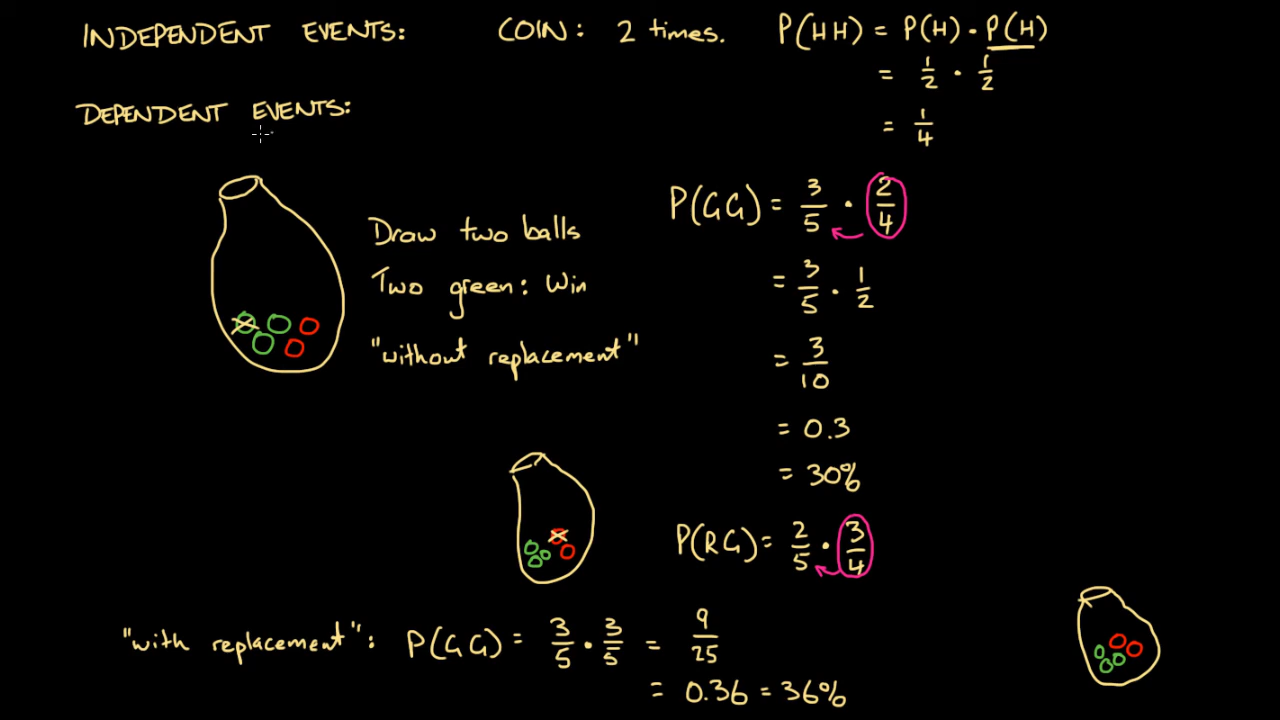 INDEPENDENT EVENTS: COIN: 2 times. P(HH) = P(H) · P(H)
= 1/2 · 1/2
= 1/4
DEPENDENT EVENTS:
Draw two balls
Two green: Win
"without replacement"
P(GG) = 3/5 · 2/4
= 3/5 · 1/2
= 3/10
= 0.3
= 30%
P(RG) = 2/5 · 3/4
"with replacement": P(GG) = 3/5 · 3/5 = 9/25
= 0.36 = 36%